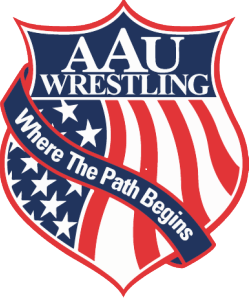 AAU
WRESTLING
Where The Path Begins